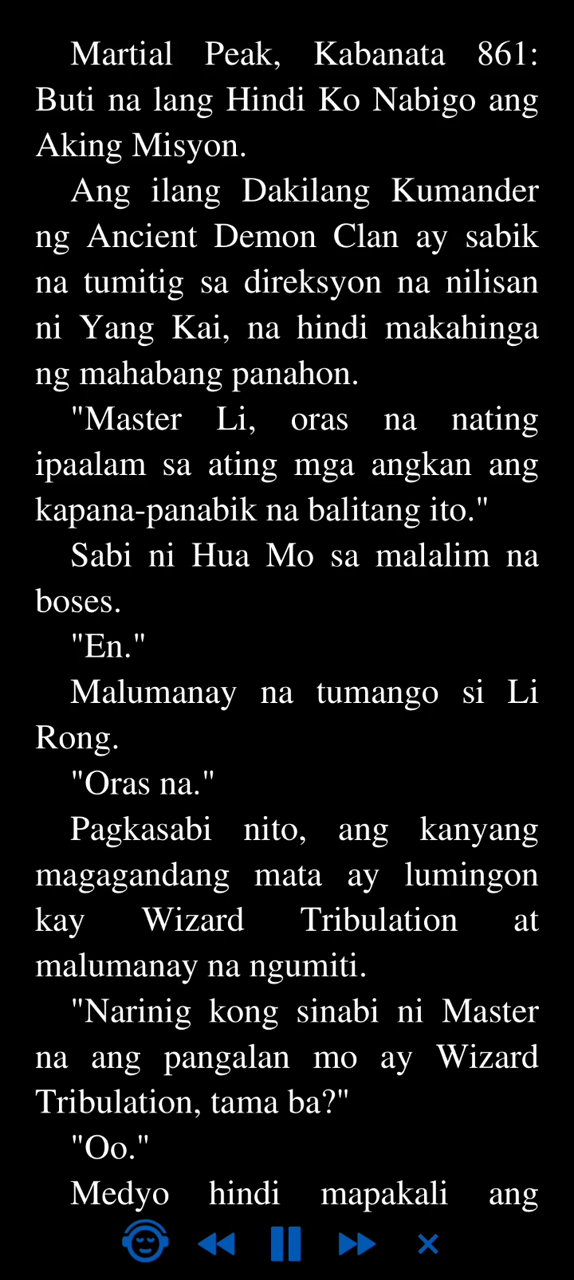 Martial Peak, Kabanata 861:
Buti na lang Hindi Ko Nabigo ang
Aking Misyon.
Ang ilang Dakilang Kumander
ng Ancient Demon Clan ay sabik
na tumitig sa direksyon na nilisan
ni Yang Kai, na hindi makahinga
ng mahabang panahon.
"Master Li, oras na nating
ipaalam sa ating mga angkan ang
kapana-panabik na balitang ito."
Sabi ni Hua Mo sa malalim na
boses.
"En."
Malumanay na tumango si Li
Rong.
"Oras na."
Pagkasabi nito, ang kanyang
magagandang mata ay lumingon
kay Wizard Tribulation at
malumanay na ngumiti.
"Narinig kong sinabi ni Master
na ang pangalan mo ay Wizard
Tribulation, tama ba?"
"Oo."
Medyo hindi mapakali ang